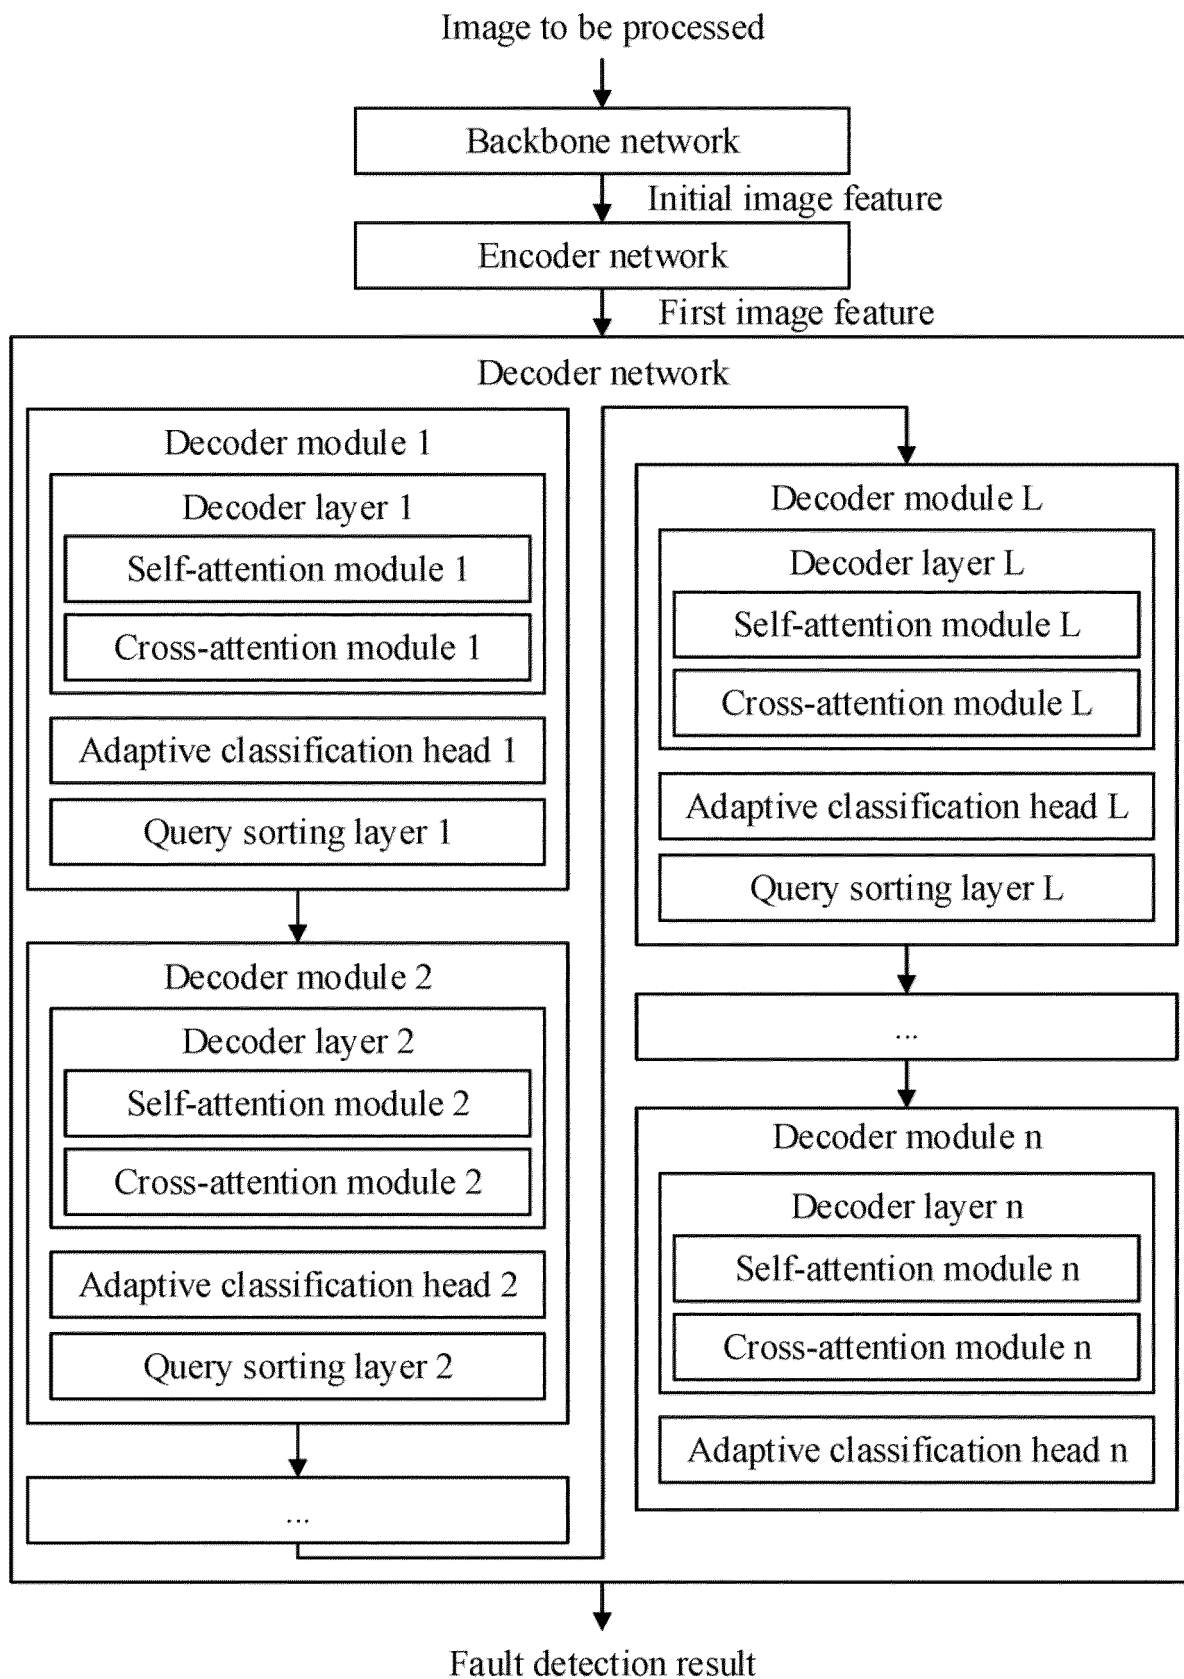 Image to be processed
Backbone network
Initial image feature
Encoder network
First image feature
Decoder network
Decoder module 1
Decoder layer 1
Self-attention module 1
Cross-attention module 1
Adaptive classification head 1
Query sorting layer 1
Decoder module 2
Decoder layer 2
Self-attention module 2
Cross-attention module 2
Adaptive classification head 2
Query sorting layer 2
...
Decoder module L
Decoder layer L
Self-attention module L
Cross-attention module L
Adaptive classification head L
Query sorting layer L
...
Decoder module n
Decoder layer n
Self-attention module n
Cross-attention module n
Adaptive classification head n
Fault detection result